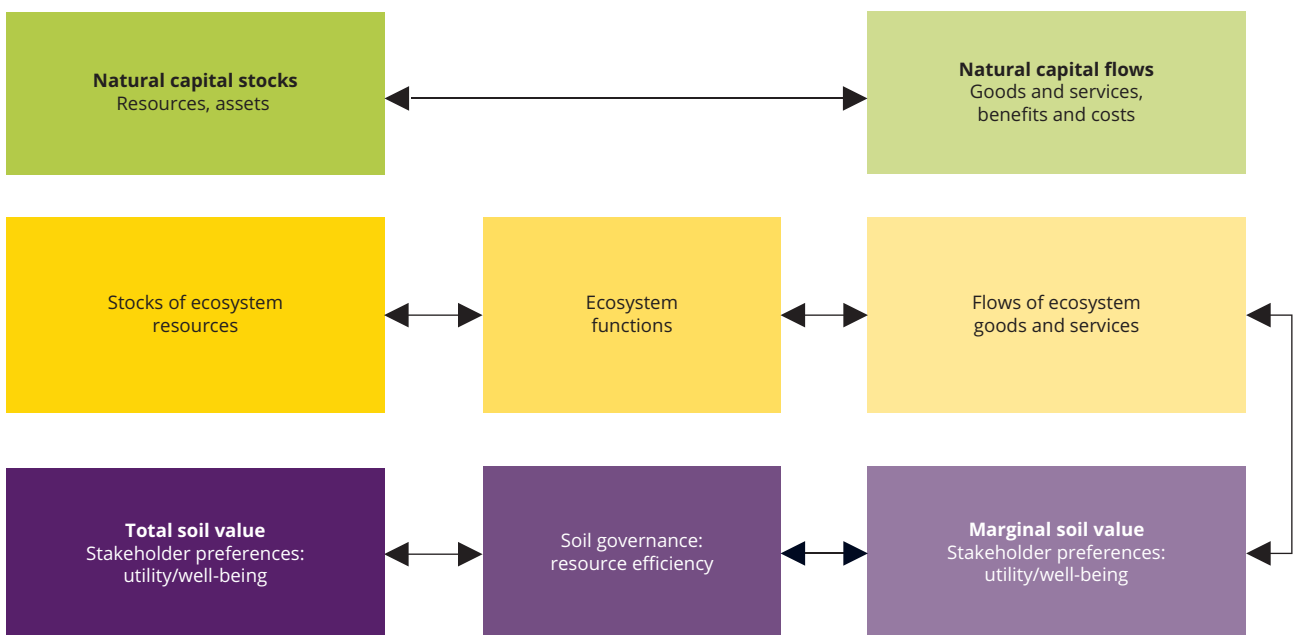 Natural capital stocks
Resources, assets
Natural capital flows
Goods and services,
benefits and costs
Stocks of ecosystem
resources
Ecosystem
functions
Flows of ecosystem
goods and services
Total soil value
Stakeholder preferences:
utility/well-being
Soil governance:
resource efficiency
Marginal soil value
Stakeholder preferences:
utility/well-being